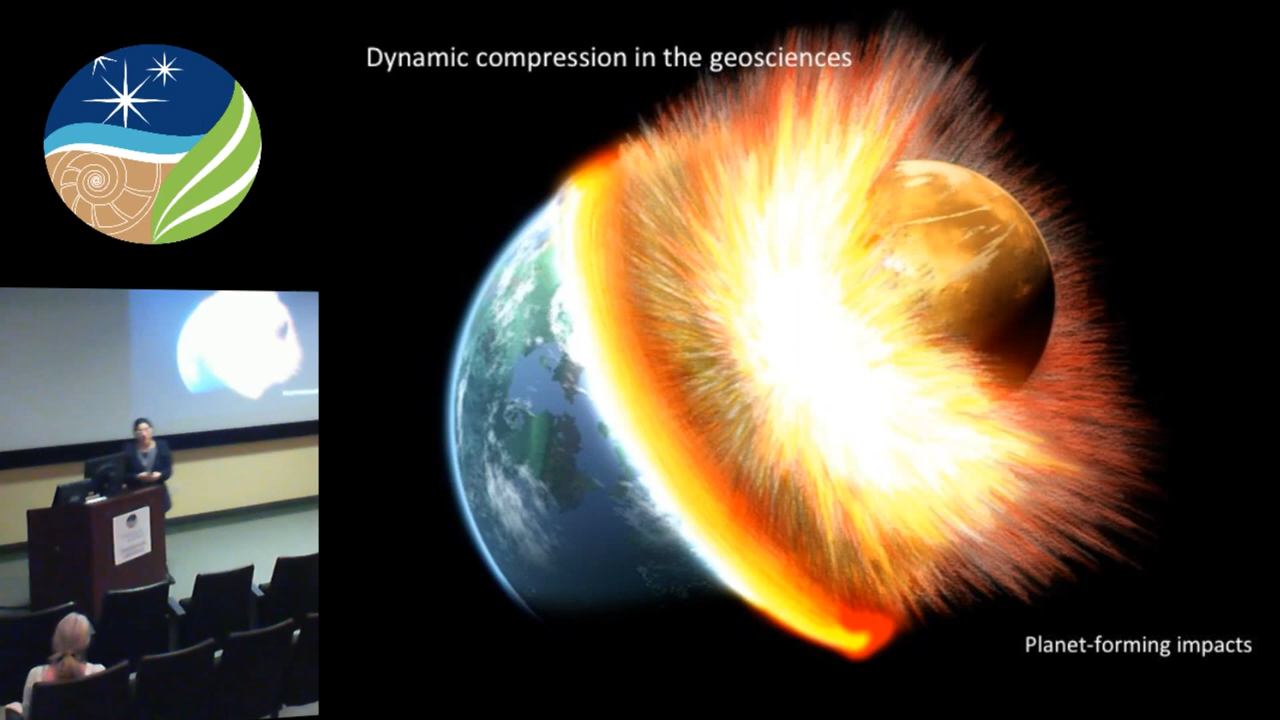 Dynamic compression in the geosciences
Planet-forming impacts